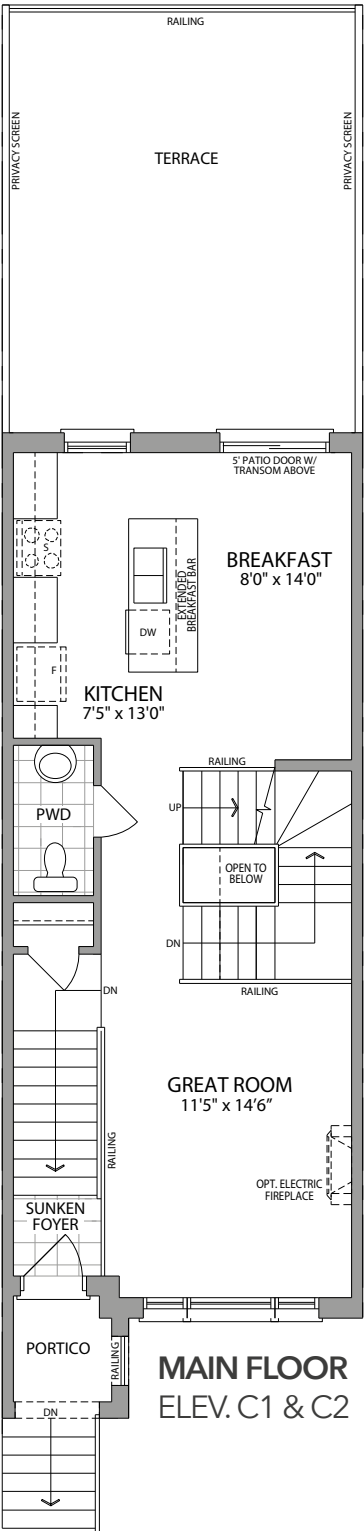 RAILING
PRIVACY SCREEN
PRIVACY SCREEN
TERRACE
5' PATIO DOOR W/
TRANSOM ABOVE
S
BREAKFAST
8'0" x 14'0"
EXTENDED
BREAKFAST BAR
DW
F
KITCHEN
7'5" x 13'0"
RAILING
UP
PWD
OPEN TO
BELOW
DN
DN
RAILING
GREAT ROOM
11'5" x 14'6"
RAILING
OPT. ELECTRIC
FIREPLACE
SUNKEN
FOYER
PORTICO
RAILING
MAIN FLOOR
ELEV. C1 & C2
DN